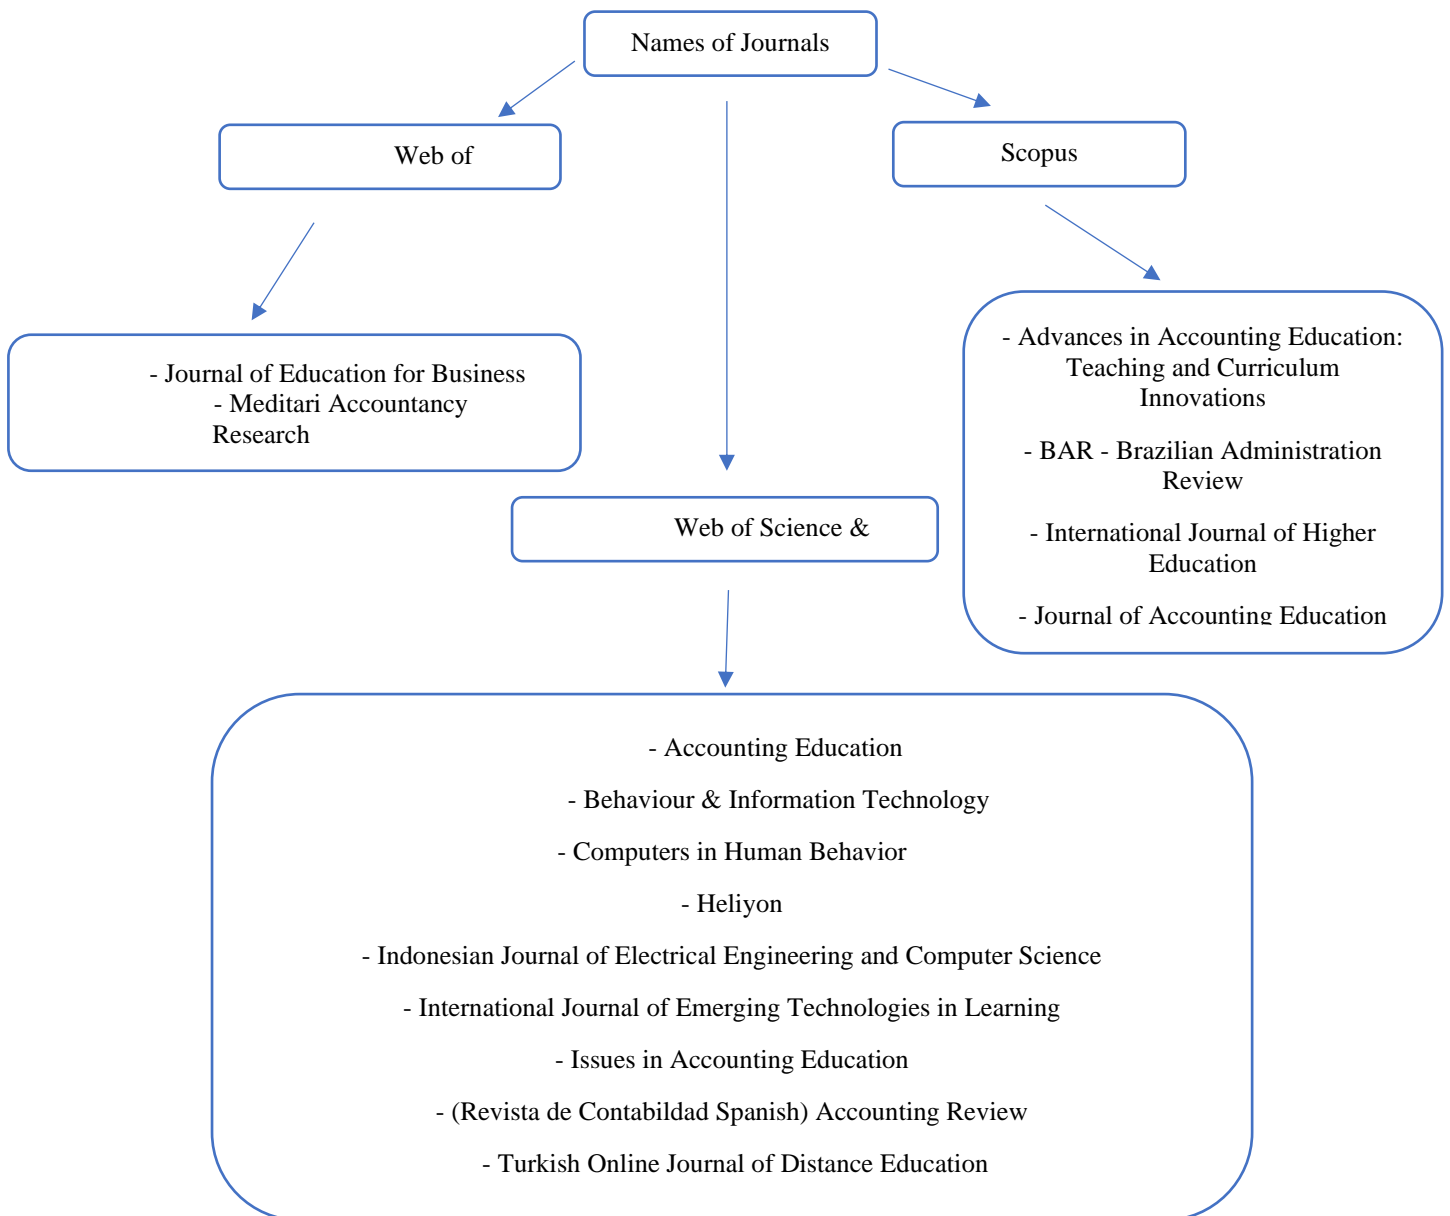 Names of Journals
Web of
Scopus
- Journal of Education for Business
- Meditari Accountancy
Research
- Advances in Accounting Education:
Teaching and Curriculum
Innovations
- BAR - Brazilian Administration
Review
- International Journal of Higher
Education
- Journal of Accounting Education
Web of Science &
- Accounting Education
- Behaviour & Information Technology
- Computers in Human Behavior
- Heliyon
- Indonesian Journal of Electrical Engineering and Computer Science
- International Journal of Emerging Technologies in Learning
- Issues in Accounting Education
- (Revista de Contabildad Spanish) Accounting Review
- Turkish Online Journal of Distance Education